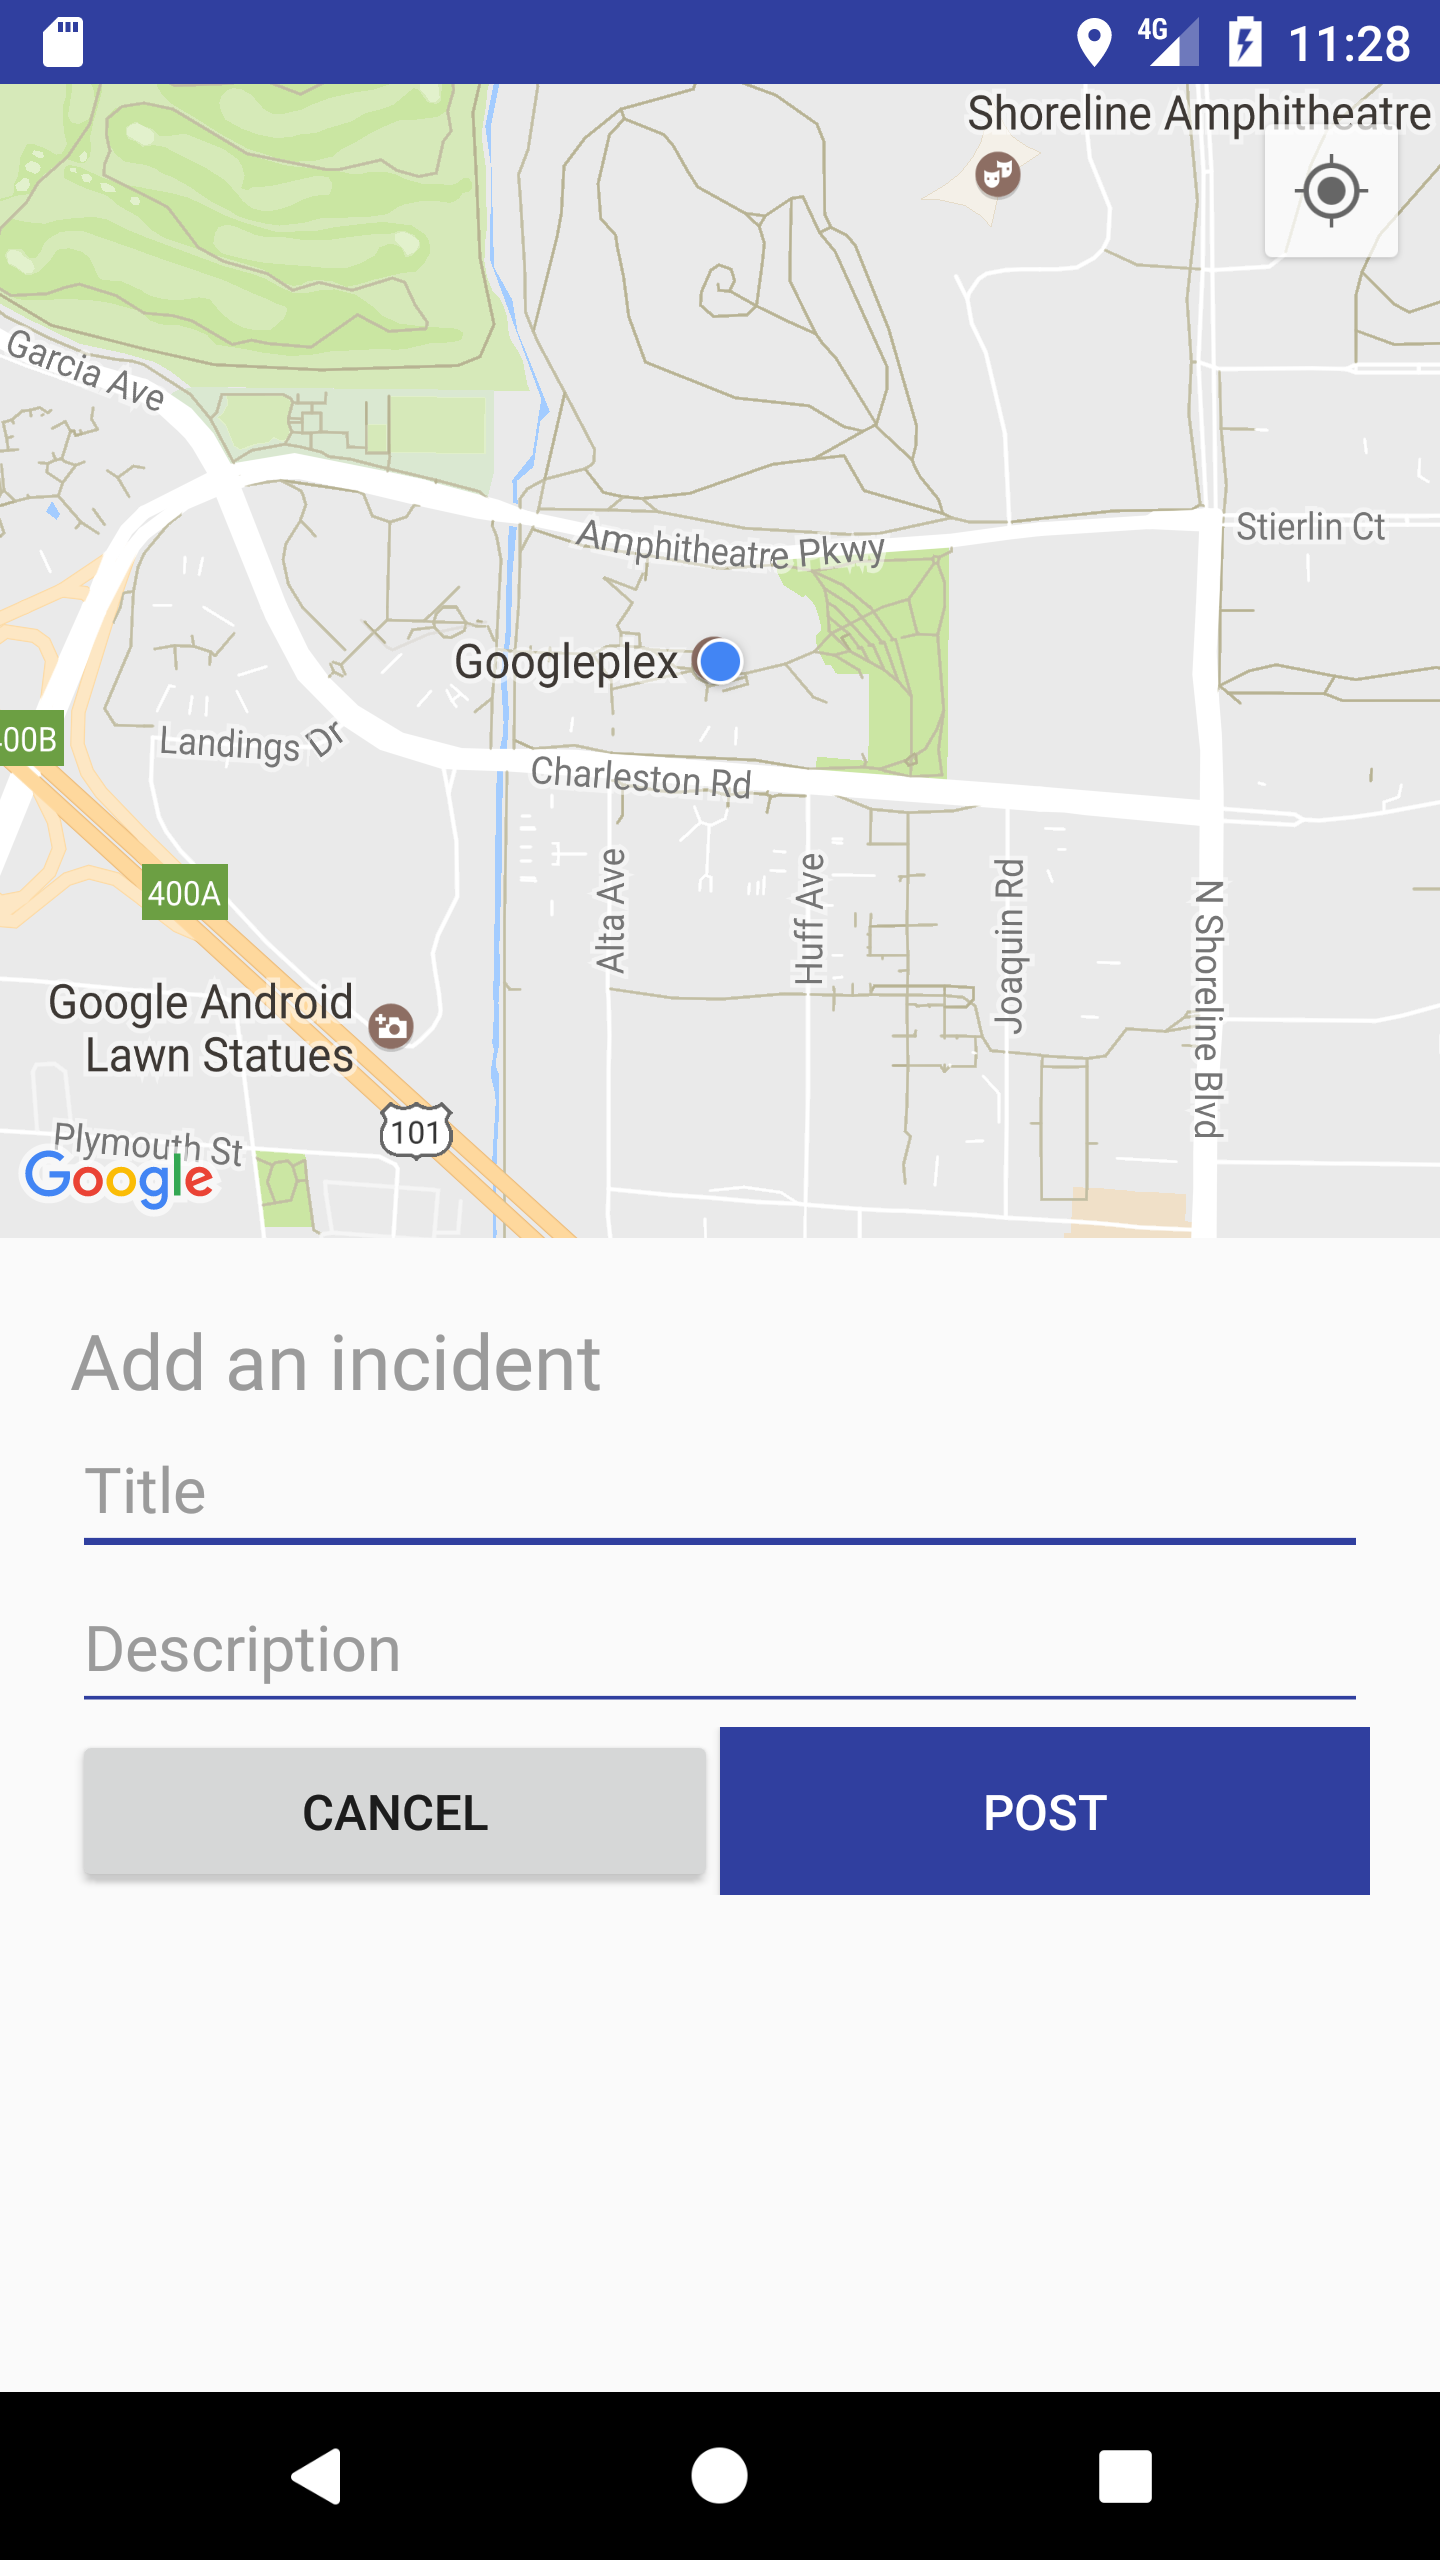 4G 11:28
Shoreline Amphitheatre
Garcia Ave
Amphitheatre Pkwy
Stierlin Ct
Googleplex
400B
Landings Dr
Charleston Rd
400A
Alta Ave
Huff Ave
Joaquin Rd
N Shoreline Blvd
Google Android
Lawn Statues
101
Plymouth St
Google
Add an incident
Title
Description
CANCEL
POST